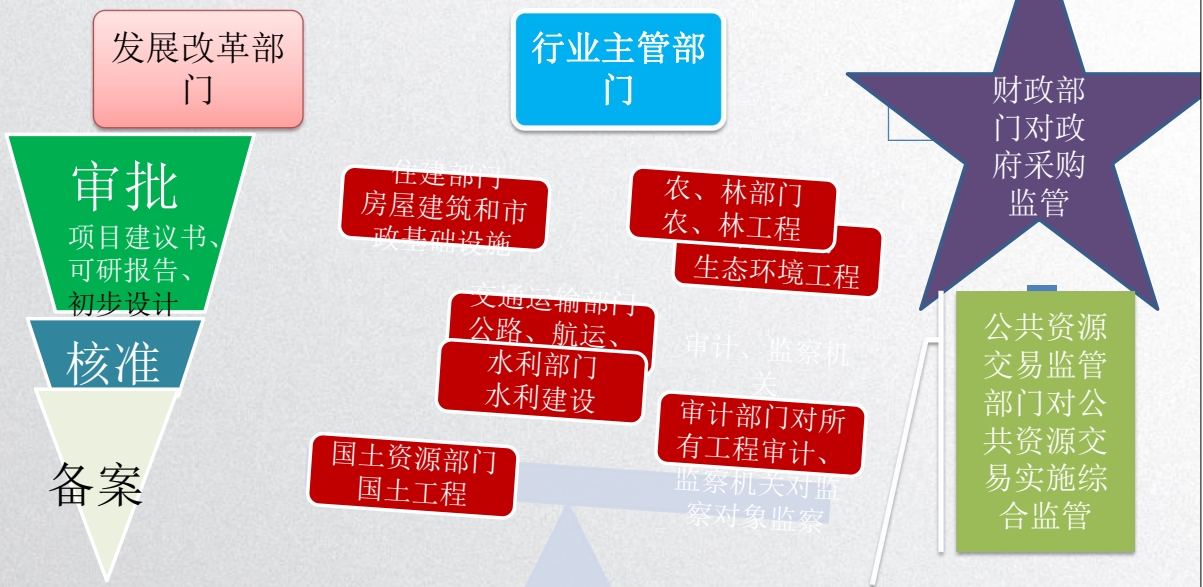 发展改革部
门
审批
项目建议书、
可研报告、
初步设计
核准
备案
行业主管部
门
住建部门
房屋建筑和市
政基础设施
农、林部门
农、林工程
生态环境工程
交通运输部门
公路、航运、
水利部门
水利建设
审计、监察机
关
审计部门对所
有工程审计、
监察机关对监
察对象监察
国土资源部门
国土工程
财政部
门对政
府采购
监管
公共资源
交易监管
部门对公
共资源交
易实施综
合监管